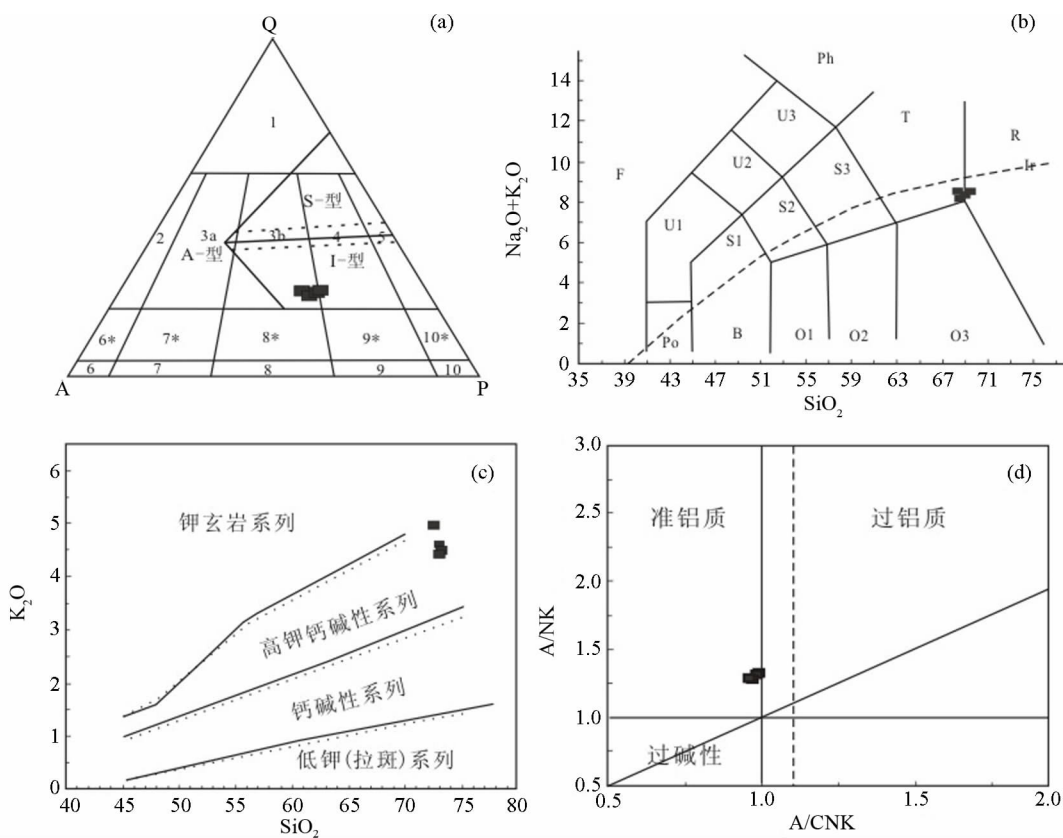 (a)
Q
1
S-型
2
3a
3b
4
5
A-型
I-型
6*
7*
8*
9*
10*
6
7
8
9
10
A
P
(b)
Na₂O+K₂O
14
12
10
8
6
4
2
0
Ph
U3
T
R
F
U2
S3
Ir
U1
S2
S1
Po
B
O1
O2
O3
35 39 43 47 51 55 59 63 67 71 75
SiO₂
(c)
K₂O
6
5
4
3
2
1
0
钾玄岩系列
高钾钙碱性系列
钙碱性系列
低钾(拉斑)系列
40 45 50 55 60 65 70 75 80
SiO₂
(d)
A/NK
3.0
2.5
2.0
1.5
1.0
0.5
准铝质
过铝质
过碱性
0.5 1.0 1.5 2.0
A/CNK